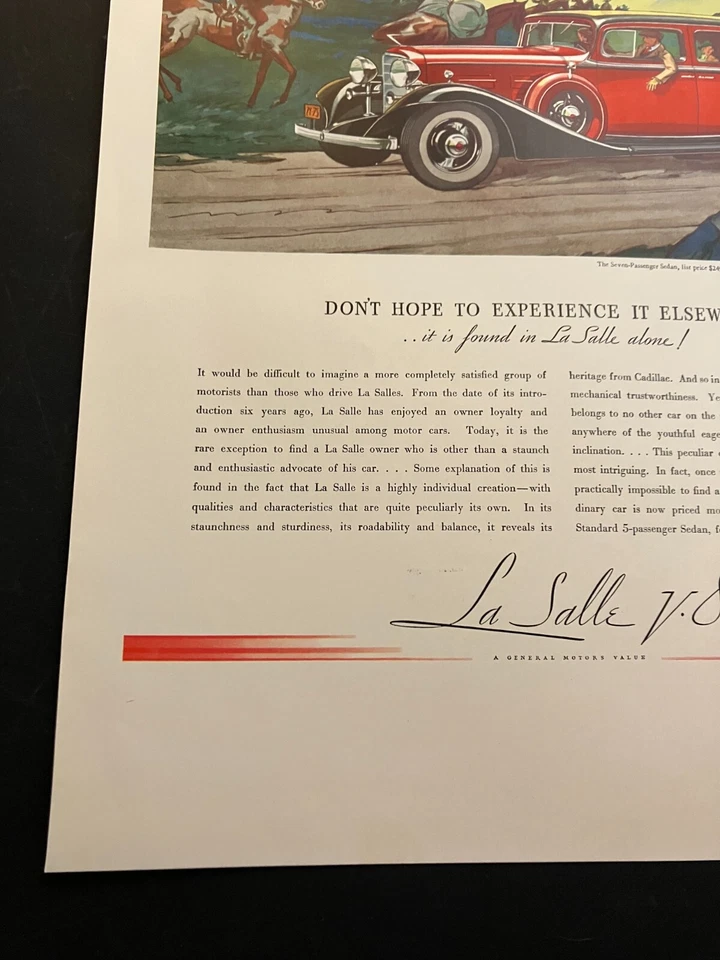 The Seven-Passenger Sedan, list price
DON'T HOPE TO EXPERIENCE IT
..it is found in La Salle alone!
It would be difficult to imagine a more completely satisfied group of
motorists than those who drive La Salles. From the date of its intro-
duction six years ago, La Salle has enjoyed an owner loyalty and
an owner enthusiasm unusual among motor cars. Today, it is the
rare exception to find a La Salle owner who is other than a staunch
and enthusiastic advocate of his car. . . . Some explanation of this is
found in the fact that La Salle is a highly individual creation—with
qualities and characteristics that are quite peculiarly its own. In its
staunchness and sturdiness, its roadability and balance, it reveals its
heritage from Cadillac. And so in
mechanical trustworthiness.
belongs to no other car on the
anywhere of the youthful
inclination. . . . This peculiar
most intriguing. In fact, once
practically impossible to find a
dinary car is now priced
Standard 5-passenger Sedan,
La Salle V·8
A GENERAL MOTORS VALUE